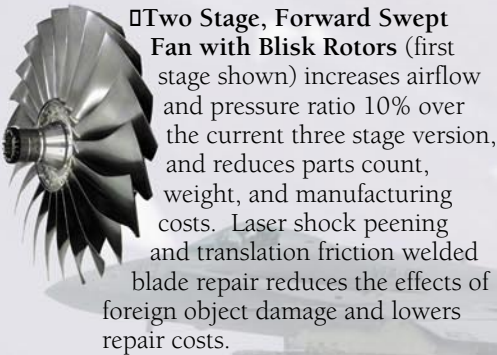 ▯Two Stage, Forward Swept
Fan with Blisk Rotors (first
stage shown) increases airflow
and pressure ratio 10% over
the current three stage version,
and reduces parts count,
weight, and manufacturing
costs.  Laser shock peening
and translation friction welded
blade repair reduces the effects of
foreign object damage and lowers
repair costs.